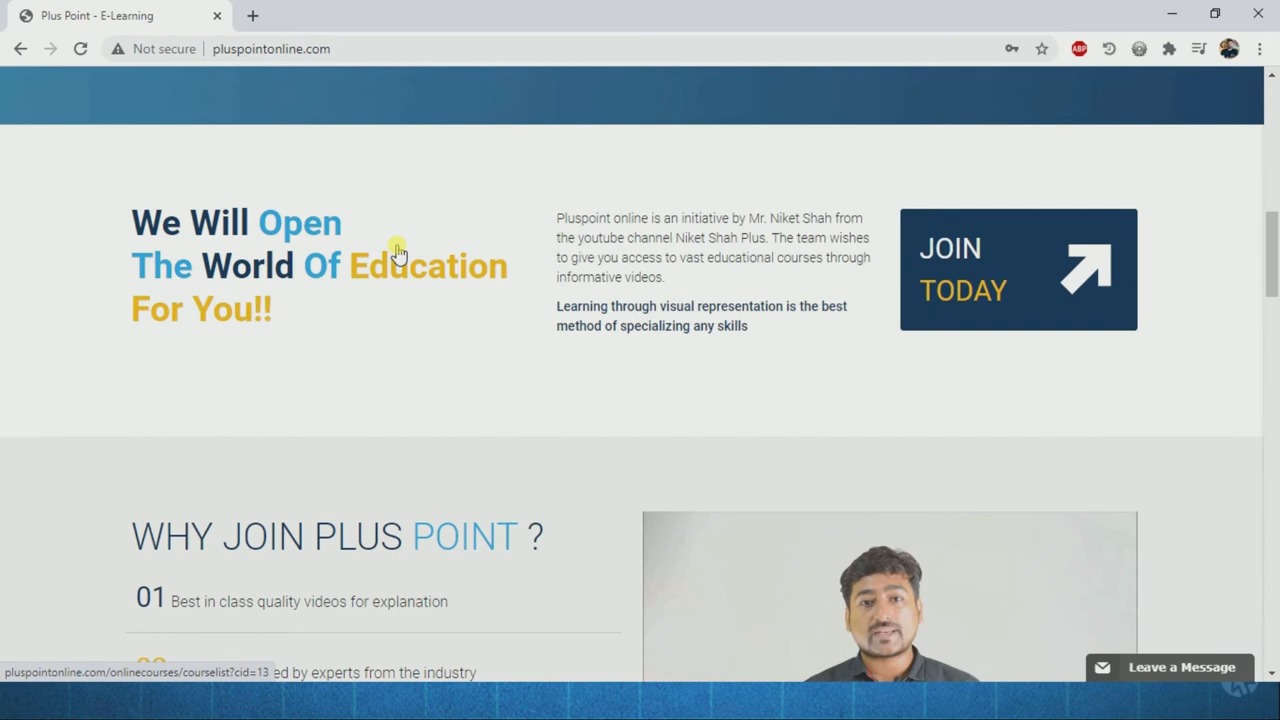 Plus Point - E-Learning
Not secure
pluspointonline.com
ABP
We Will Open
The World Of Education
For You!!
Pluspoint online is an initiative by Mr. Niket Shah from
the youtube channel Niket Shah Plus. The team wishes
to give you access to vast educational courses through
informative videos.
Learning through visual representation is the best
method of specializing any skills
JOIN
TODAY
WHY JOIN PLUS POINT ?
01 Best in class quality videos for explanation
ed by experts from the industry
pluspointonline.com/onlinecourses/courselist?cid=13
Leave a Message